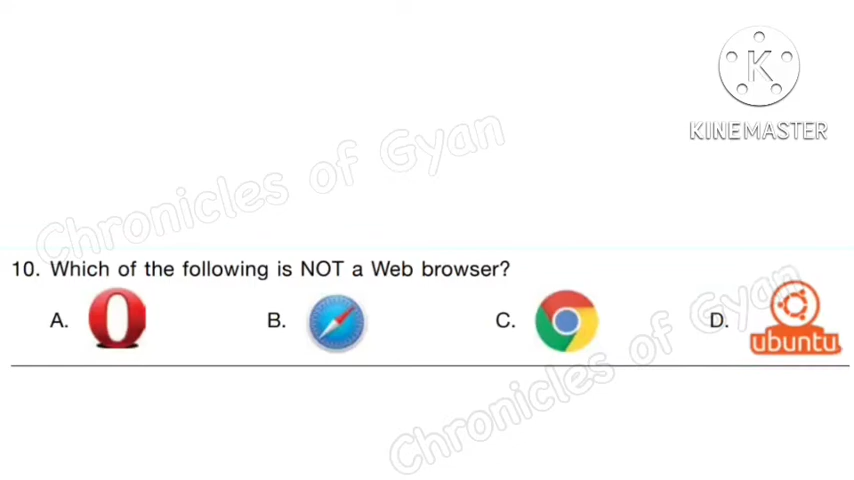 K
KINEMASTER
Chronicles of Gyan
10. Which of the following is NOT a Web browser?
A.
B.
C.
D.
ubuntu
Chronicles of Gyan